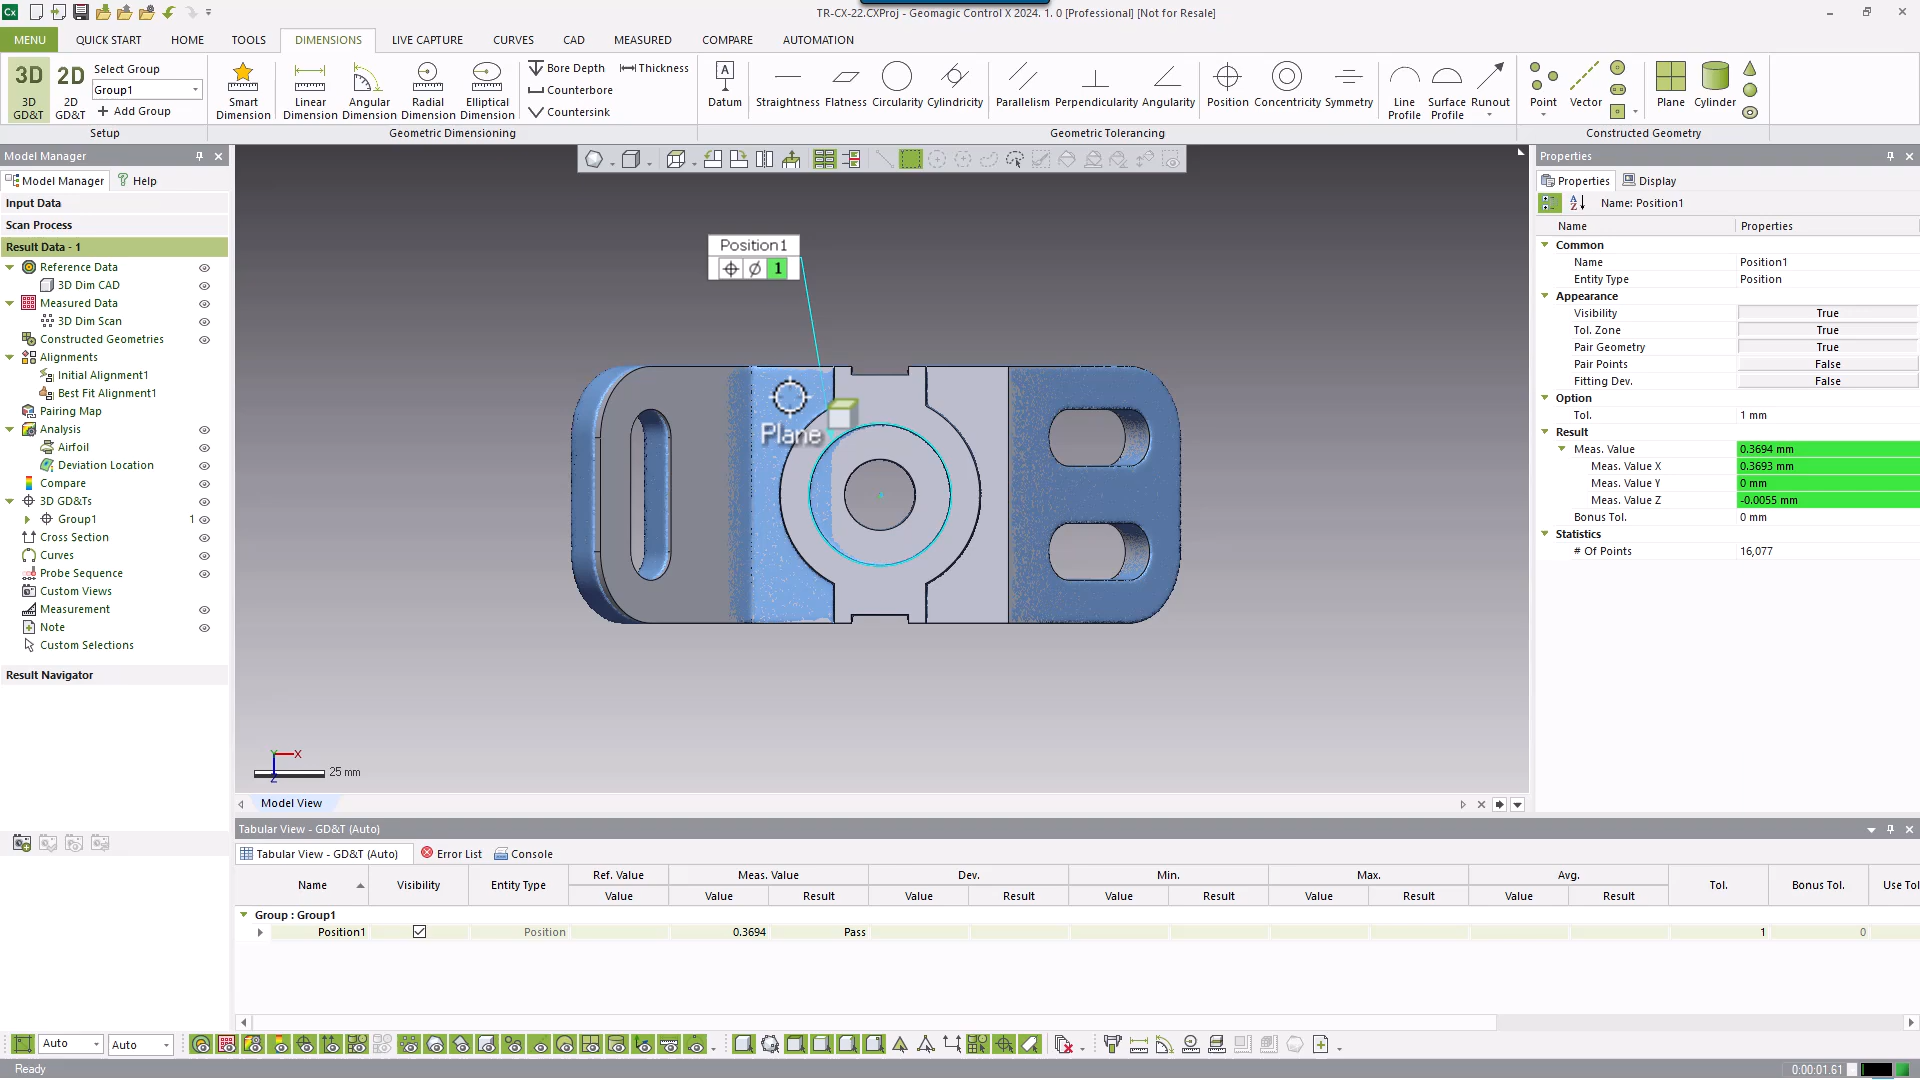 TR-CX-22.CXProj - Geomagic Control X 2024. 1. 0 [Professional] [Not for Resale]
MENU QUICK START HOME TOOLS DIMENSIONS LIVE CAPTURE CURVES CAD MEASURED COMPARE AUTOMATION
3D 3D GD&T
2D 2D GD&T
Select Group
Group1
Add Group
Setup
Smart Dimension
Linear Dimension
Angular Dimension
Radial Dimension
Elliptical Dimension
Bore Depth
Thickness
Counterbore
Countersink
Geometric Dimensioning
Datum
Straightness
Flatness
Circularity
Cylindricity
Parallelism
Perpendicularity
Angularity
Position
Concentricity
Symmetry
Line Profile
Surface Profile
Runout
Geometric Tolerancing
Point
Vector
Plane
Cylinder
Constructed Geometry
Model Manager
Model Manager Help
Input Data
Scan Process
Result Data - 1
Reference Data
3D Dim CAD
Measured Data
3D Dim Scan
Constructed Geometries
Alignments
Initial Alignment1
Best Fit Alignment1
Pairing Map
Analysis
Airfoil
Deviation Location
Compare
3D GD&Ts
Group1 1
Cross Section
Curves
Probe Sequence
Custom Views
Measurement
Note
Custom Selections
Result Navigator
Position1
⌖ ⌀ 1
Plane
Y X
Z 25 mm
Model View
Properties
Properties Display
Name: Position1
Name Properties
Common
Name Position1
Entity Type Position
Appearance
Visibility True
Tol. Zone True
Pair Geometry True
Pair Points False
Fitting Dev. False
Option
Tol. 1 mm
Result
Meas. Value 0.3694 mm
Meas. Value X 0.3693 mm
Meas. Value Y 0 mm
Meas. Value Z -0.0055 mm
Bonus Tol. 0 mm
Statistics
# Of Points 16,077
Tabular View - GD&T (Auto)
Tabular View - GD&T (Auto) Error List Console
Name Visibility Entity Type Ref. Value Meas. Value Dev. Min. Max. Avg. Tol. Bonus Tol. Use Tol
Value Value Result Value Result Value Result Value Result Value Result
Group : Group1
Position1 Position 0.3694 Pass 1 0
Auto Auto
Ready 0:00:01.61